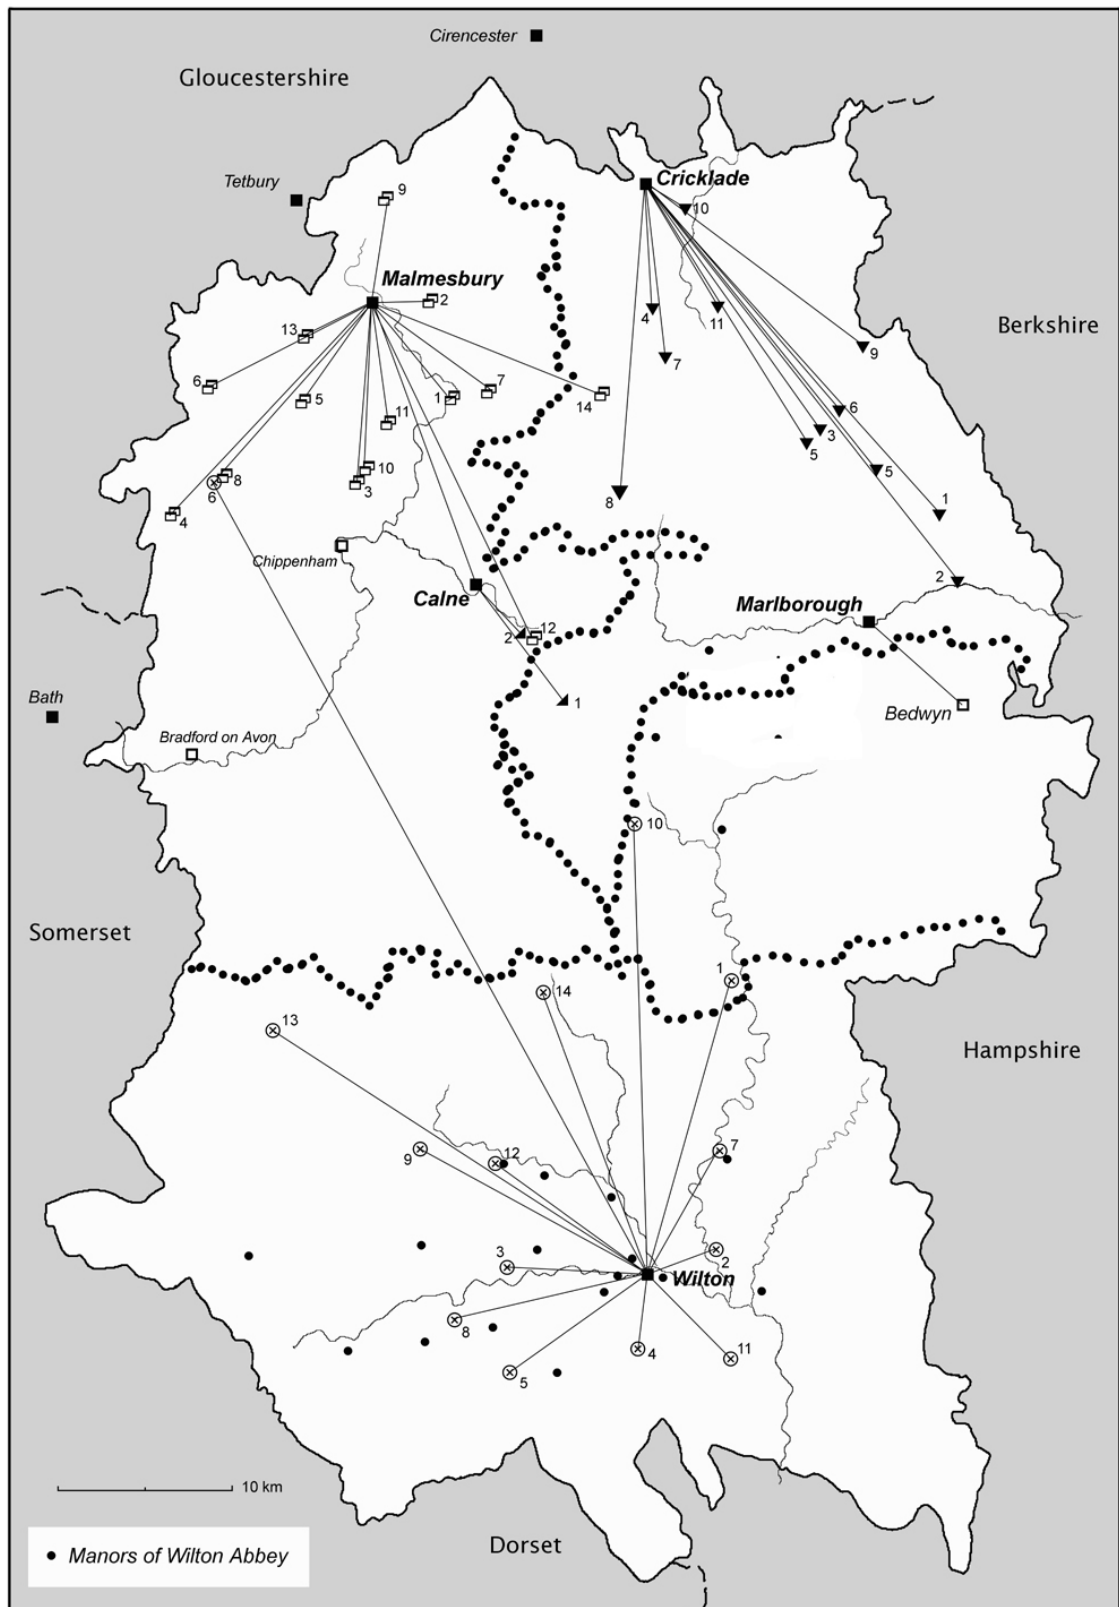 Cirencester
Gloucestershire
Tetbury
9
Cricklade
10
Malmesbury
2
4
11
13
7
9
Berkshire
6
5
7
1
14
6
11
3
5
10
5
8
6
3
8
1
4
Chippenham
2
Calne
Marlborough
2
12
Bath
1
Bedwyn
Bradford on Avon
10
Somerset
1
14
13
Hampshire
7
9
12
3
2
Wilton
8
4
11
5
10 km
Dorset
Manors of Wilton Abbey